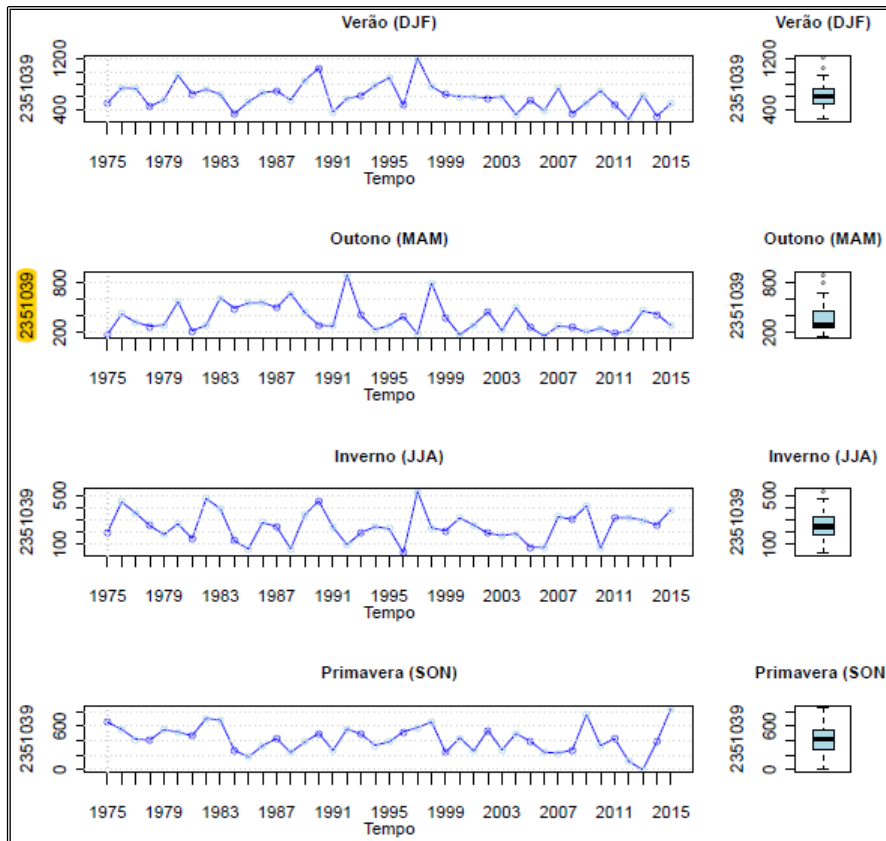 Verão (DJF)
2351039
400 1200
1975 1979 1983 1987 1991 1995 1999 2003 2007 2011 2015
Tempo
Verão (DJF)
2351039
400 1200
Outono (MAM)
2351039
200 800
1975 1979 1983 1987 1991 1995 1999 2003 2007 2011 2015
Tempo
Outono (MAM)
2351039
200 800
Inverno (JJA)
2351039
100 500
1975 1979 1983 1987 1991 1995 1999 2003 2007 2011 2015
Tempo
Inverno (JJA)
2351039
100 500
Primavera (SON)
2351039
0 600
1975 1979 1983 1987 1991 1995 1999 2003 2007 2011 2015
Tempo
Primavera (SON
2351039
0 600